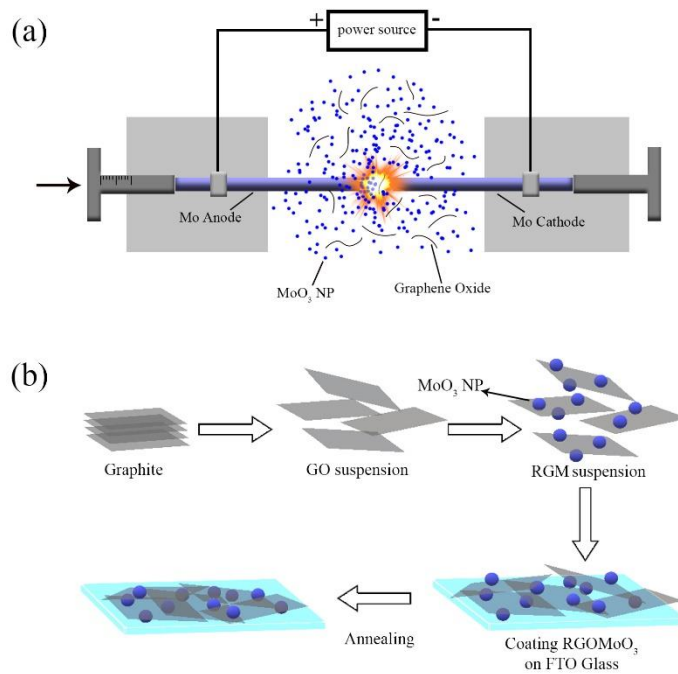 (a)
+
power source
-
Mo Anode
Mo Cathode
MoO₃ NP
Graphene Oxide
(b)
MoO₃ NP
Graphite
GO suspension
RGM suspension
Annealing
Coating RGOMoO₃
on FTO Glass